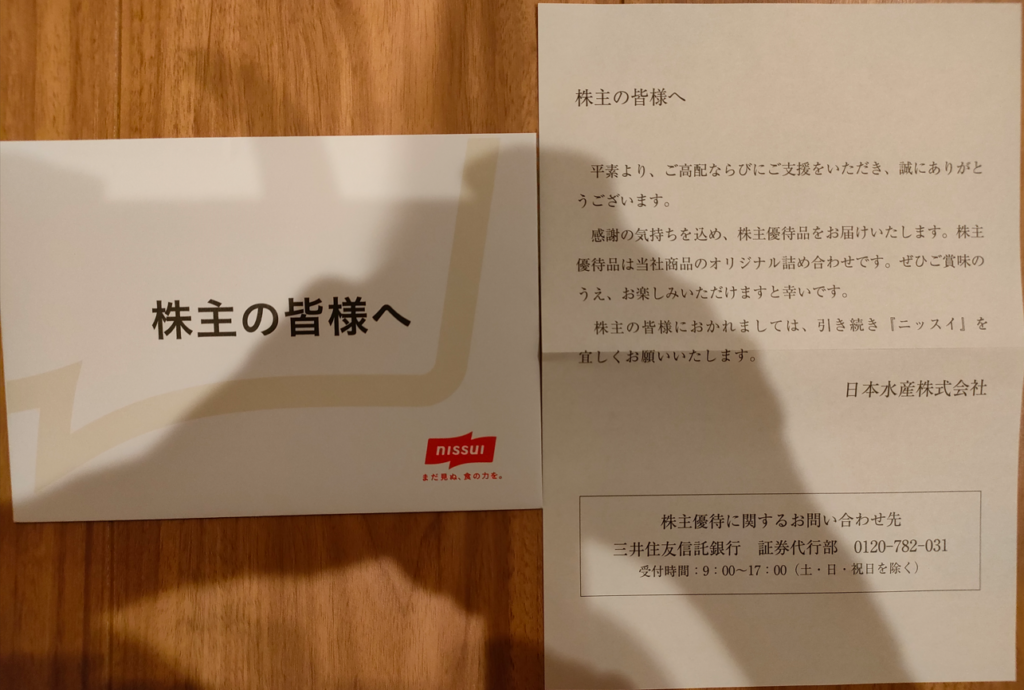 株主の皆様へ
nissui
まだ見ぬ、食の力を。
株主の皆様へ
平素より、ご高配ならびにご支援をいただき、誠にありがと
うございます。
感謝の気持ちを込め、株主優待品をお届けいたします。株主
優待品は当社商品のオリジナル詰め合わせです。ぜひご賞味の
うえ、お楽しみいただけますと幸いです。
株主の皆様におかれましては、引き続き『ニッスイ』を
宜しくお願いいたします。
日本水産株式会社
株主優待に関するお問い合わせ先
三井住友信託銀行　証券代行部　0120-782-031
受付時間：9：00～17：00（土・日・祝日を除く）